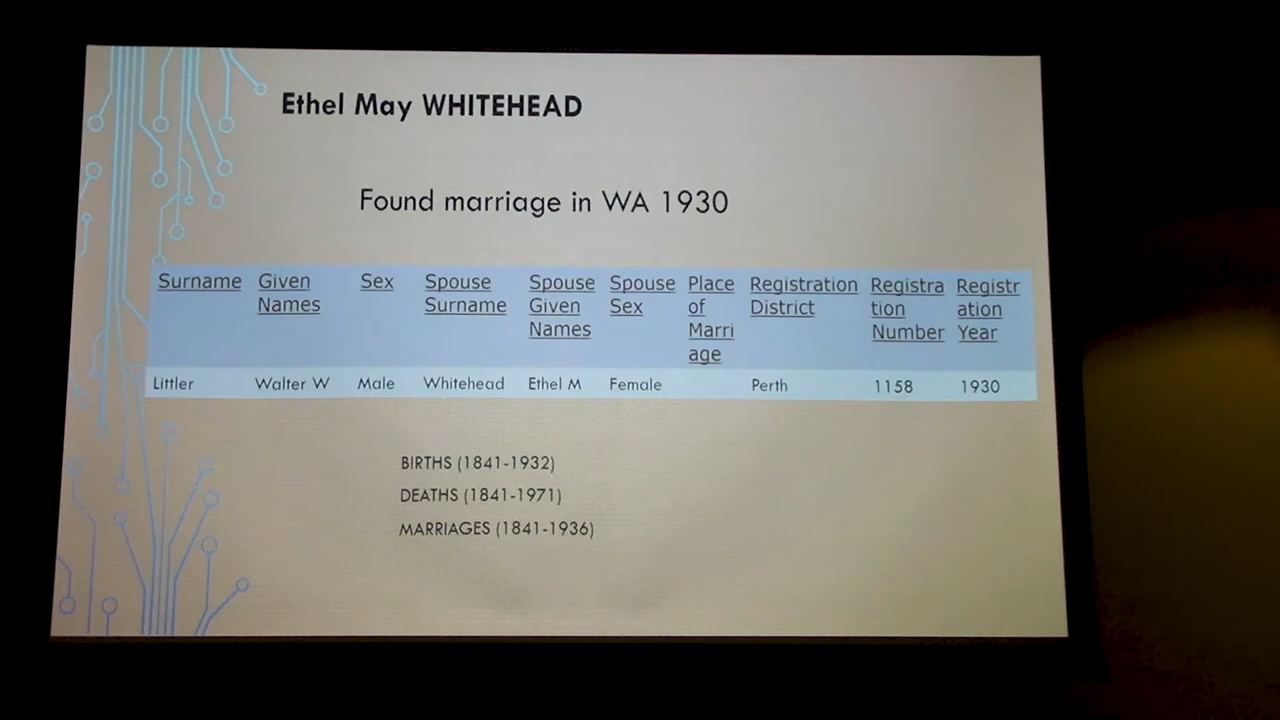 Ethel May WHITEHEAD
Found marriage in WA 1930
Surname Given Names Sex Spouse Surname Spouse Given Names Spouse Sex Place of Marri age Registration District Registra tion Number Registr ation Year
Littler Walter W Male Whitehead Ethel M Female Perth 1158 1930
BIRTHS (1841-1932)
DEATHS (1841-1971)
MARRIAGES (1841-1936)